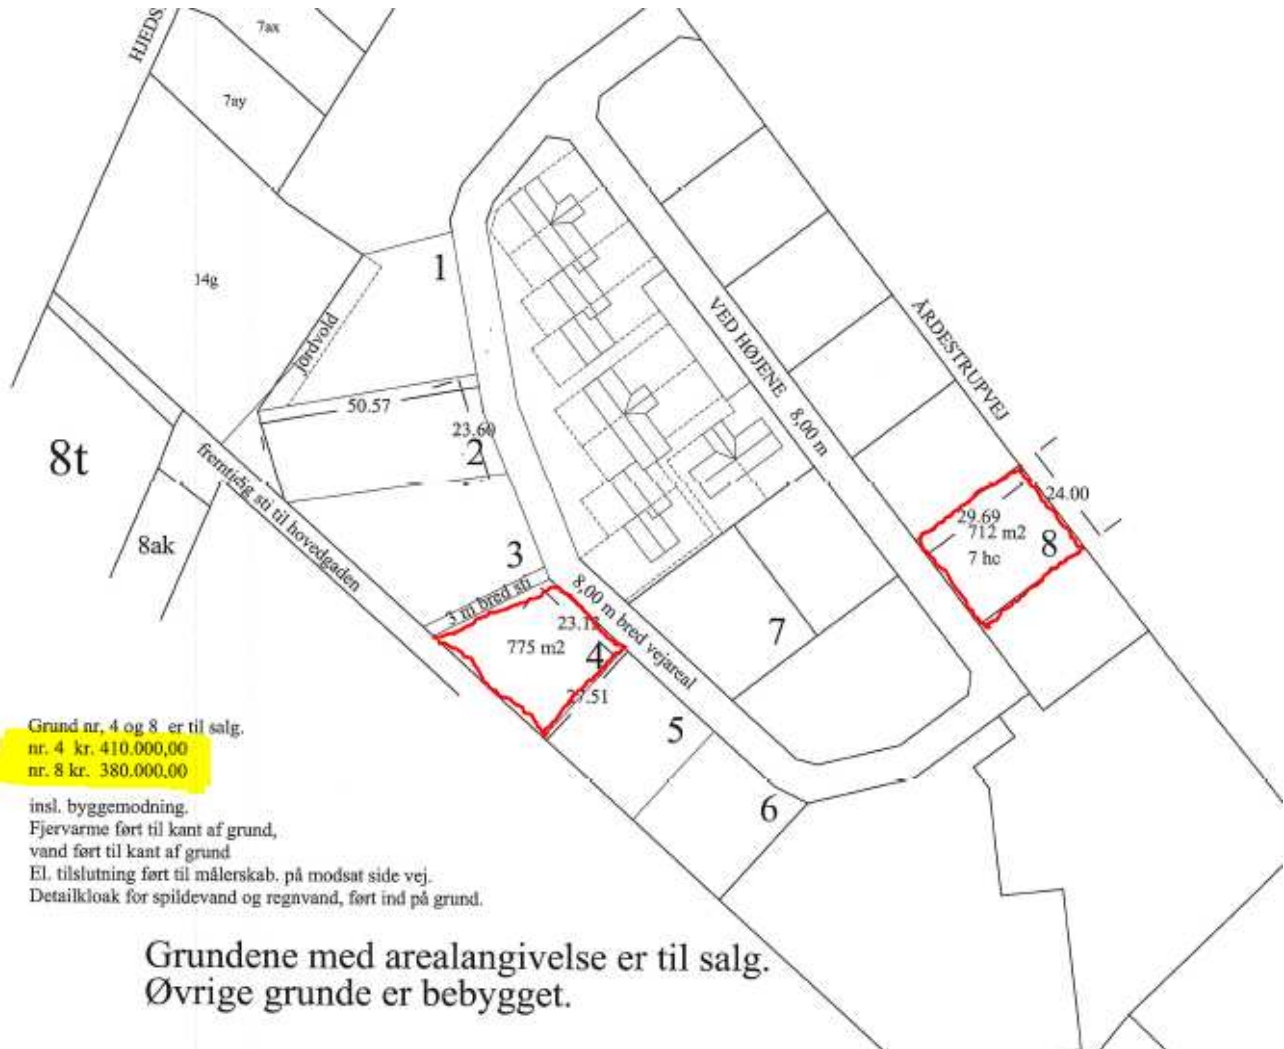 HJEDS
7ax
7ay
14g
1
jordvold
50.57
23.60
2
8t
8ak
fremtidig sti til hovedgaden
3
3 m bred sti
8,00 m bred vejareal
23.12
775 m2
4
27.51
5
6
7
VED HØJENE 8,00 m
ÅRDESTRUPVEJ
24.00
29.69
712 m2
8
7 hc
Grund nr, 4 og 8 er til salg.
nr. 4 kr. 410.000,00
nr. 8 kr. 380.000,00
insl. byggemodning.
Fjervarme ført til kant af grund,
vand ført til kant af grund
El. tilslutning ført til målerskab. på modsat side vej.
Detailkloak for spildevand og regnvand, ført ind på grund.
Grundene med arealangivelse er til salg.
Øvrige grunde er bebygget.